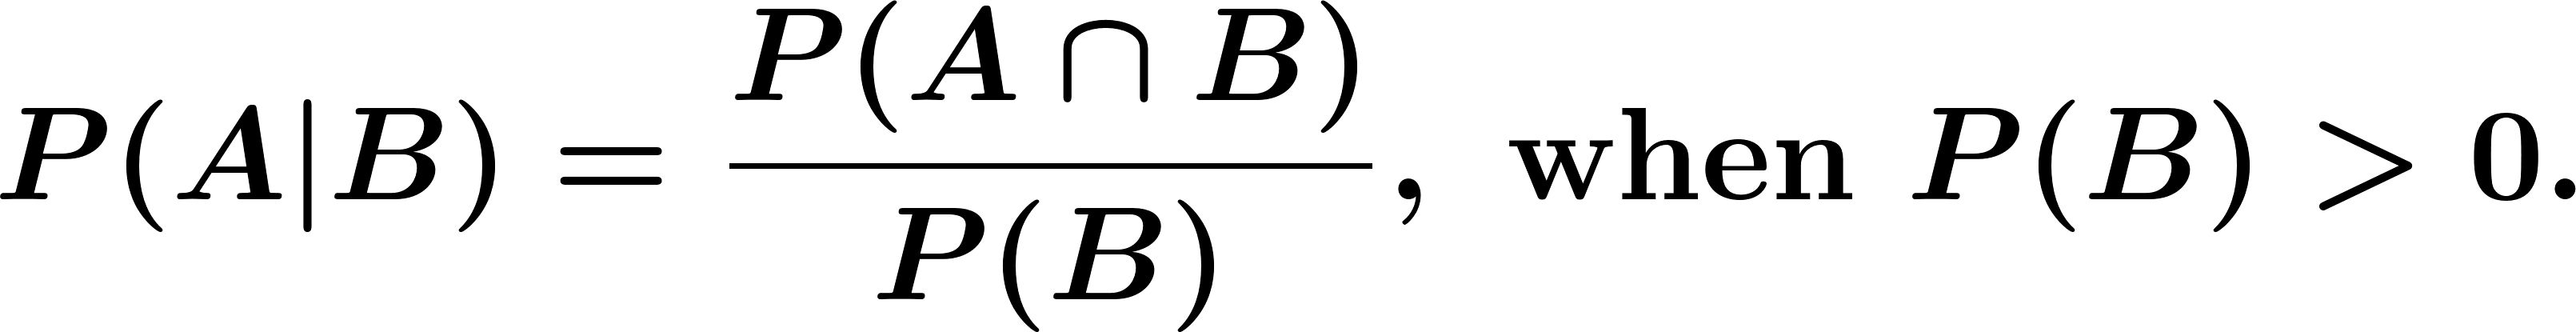 P(A|B) = P(A ∩ B) / P(B), when P(B) > 0.